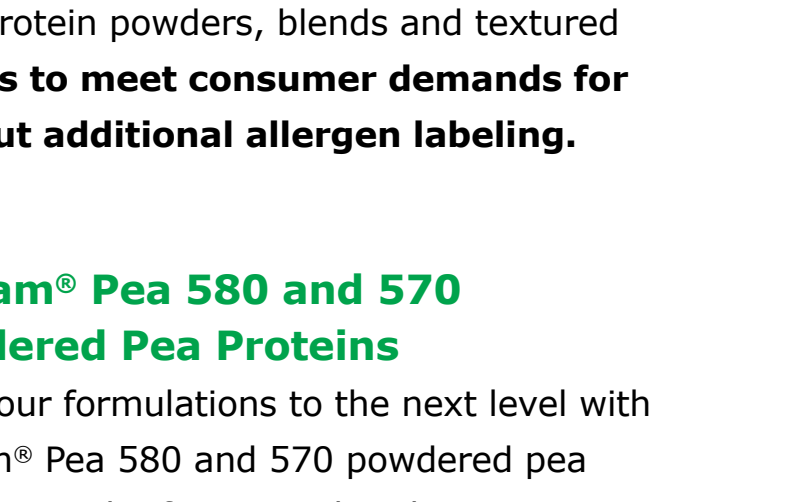 rotein powders, blends and textured
s to meet consumer demands for
ut additional allergen labeling.
am® Pea 580 and 570
lered Pea Proteins
our formulations to the next level with
n® Pea 580 and 570 powdered pea